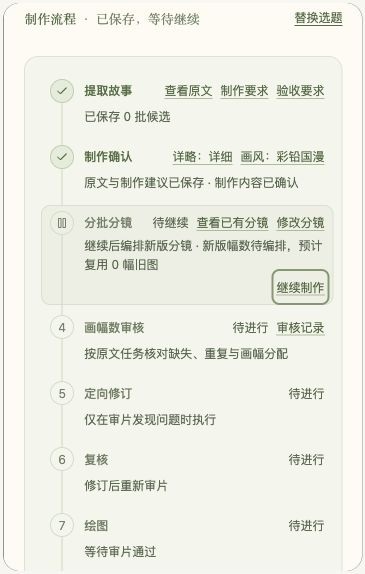 制作流程 · 已保存，等待继续 替换选题
提取故事 查看原文 制作要求 验收要求
已保存 0 批候选
制作确认 详略：详细 画风：彩铅国漫
原文与制作建议已保存 · 制作内容已确认
分批分镜 待继续 查看已有分镜 修改分镜
继续后编排新版分镜 · 新版幅数待编排，预计
复用 0 幅旧图
继续制作
4 画幅数审核 待进行 审核记录
按原文任务核对缺失、重复与画幅分配
5 定向修订 待进行
仅在审片发现问题时执行
6 复核 待进行
修订后重新审片
7 绘图 待进行
等待审片通过